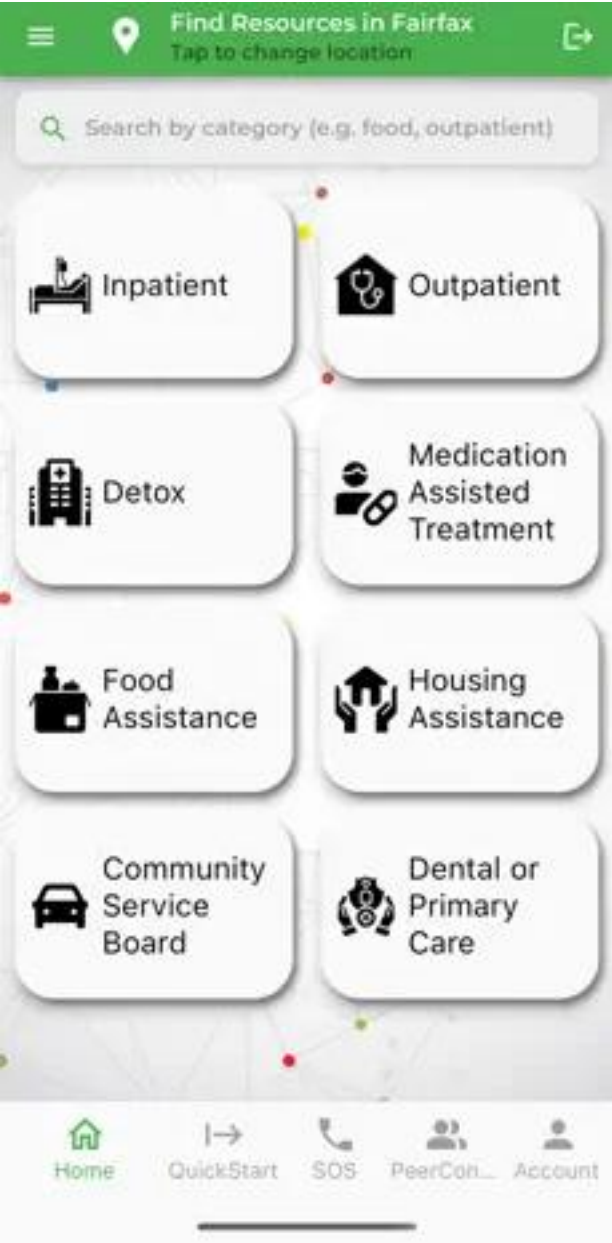 Find Resources in Fairfax
Tap to change location
Search by category (e.g. food, outpatient)
Inpatient
Outpatient
Detox
Medication
Assisted
Treatment
Food
Assistance
Housing
Assistance
Community
Service
Board
Dental or
Primary
Care
Home
QuickStart
SOS
PeerCon...
Account